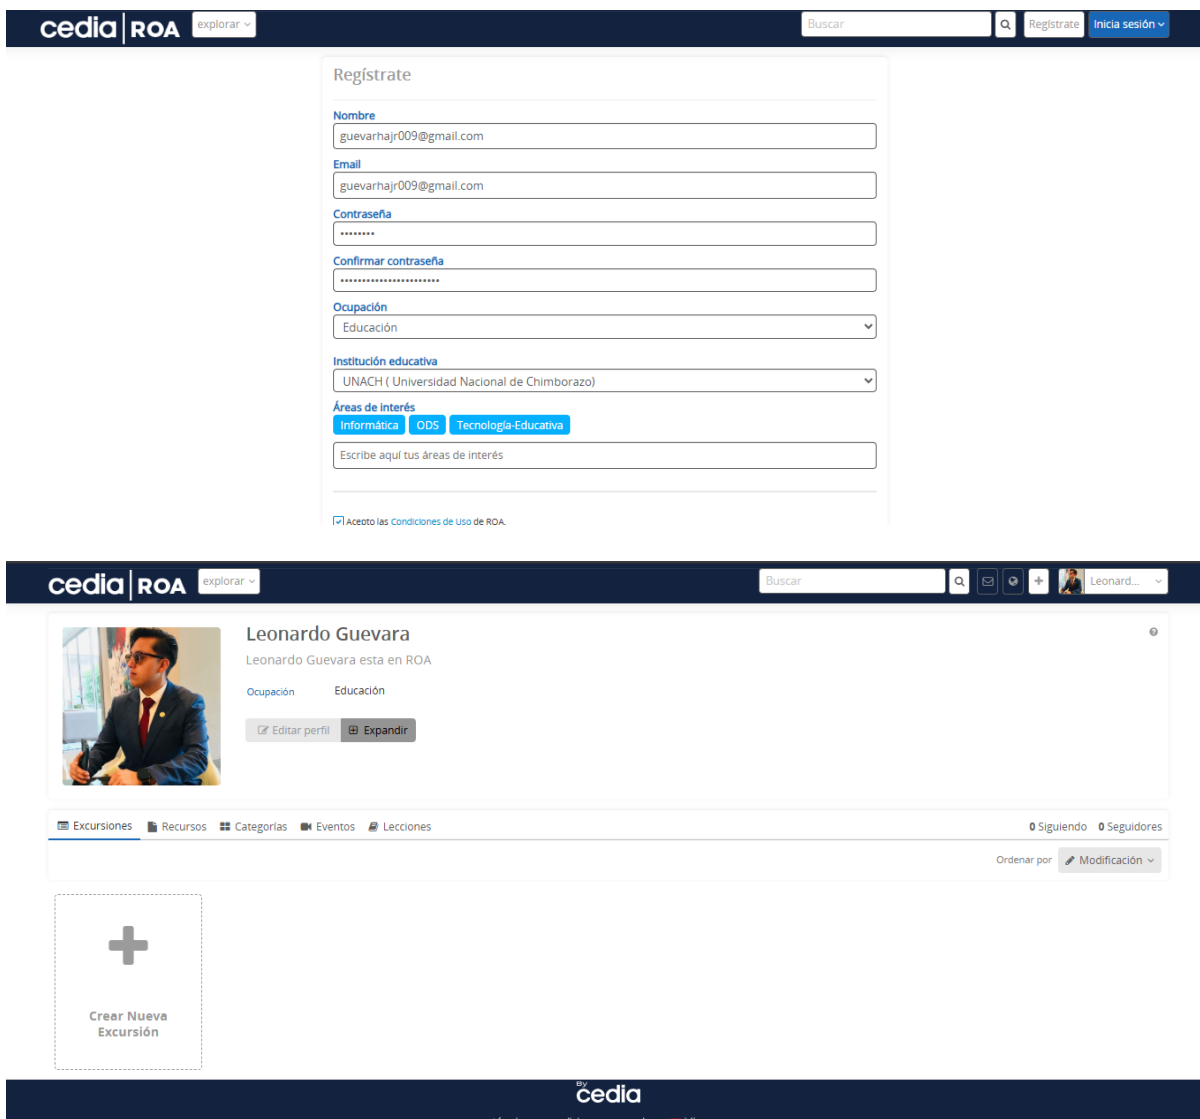 cedia ROA explorar Buscar Regístrate Inicia sesión
Regístrate
Nombre
guevarhajr009@gmail.com
Email
guevarhajr009@gmail.com
Contraseña
••••••••
Confirmar contraseña
•••••••••••••••••••••••
Ocupación
Educación
Institución educativa
UNACH ( Universidad Nacional de Chimborazo)
Áreas de interés
Informática ODS Tecnología-Educativa
Escribe aquí tus áreas de interés
Acepto las Condiciones de Uso de ROA.
cedia ROA explorar Buscar Leonard...
Leonardo Guevara
Leonardo Guevara esta en ROA
Ocupación Educación
Editar perfil Expandir
Excursiones Recursos Categorías Eventos Lecciones 0 Siguiendo 0 Seguidores
Ordenar por Modificación
Crear Nueva
Excursión
By
cedia